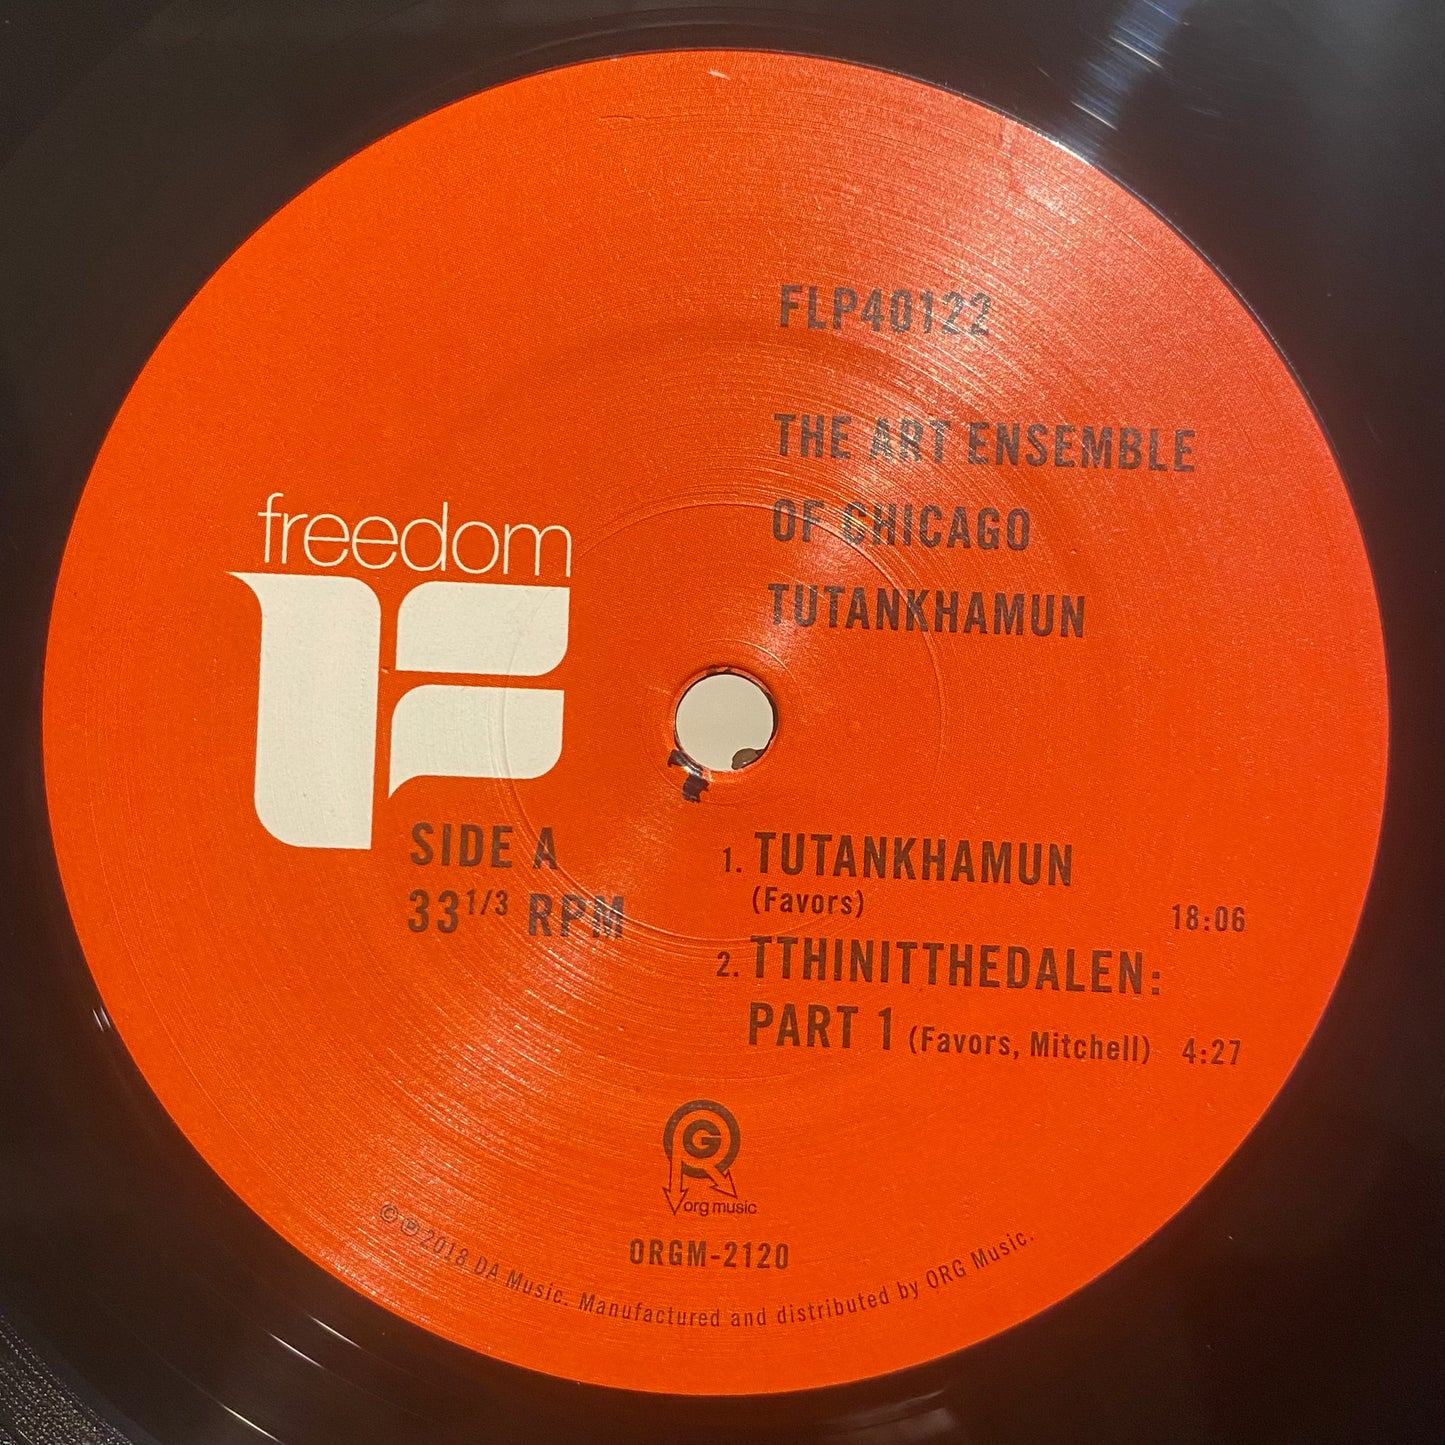 FLP40122
THE ART ENSEMBLE
OF CHICAGO
TUTANKHAMUN
freedom
SIDE A
33 1/3 RPM
1. TUTANKHAMUN
(Favors) 18:06
2. TTHINITTHEDALEN:
PART 1 (Favors, Mitchell) 4:27
G
org music
ORGM-2120
© ℗ 2018 DA Music. Manufactured and distributed by ORG Music.